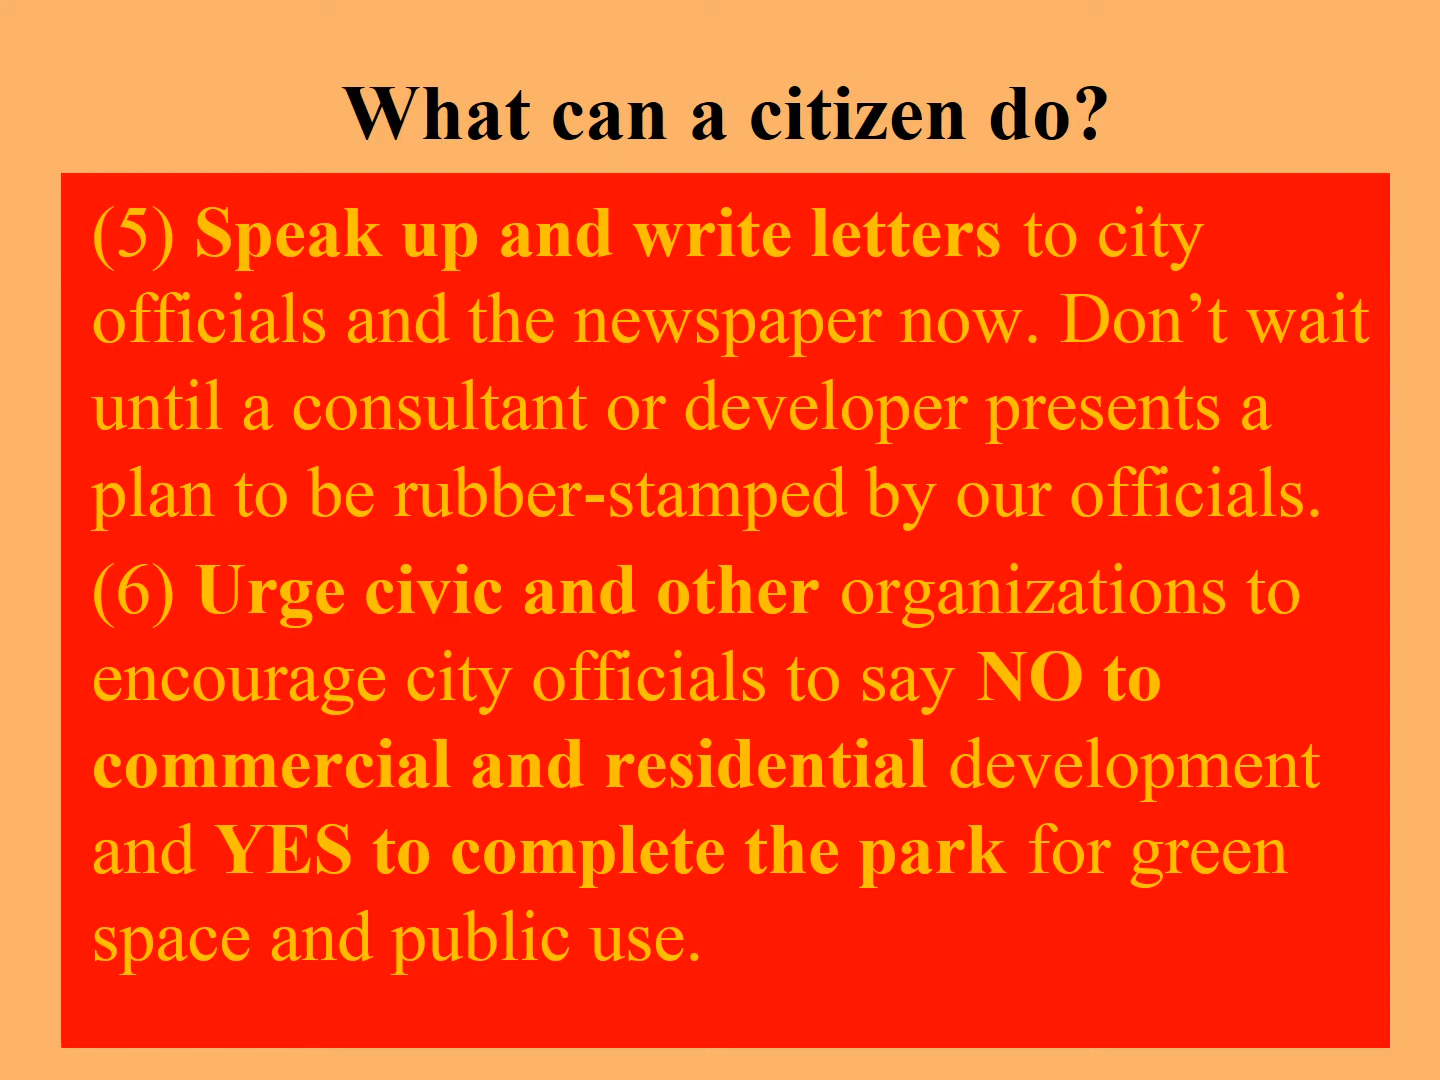 What can a citizen do?
(5) Speak up and write letters to city
officials and the newspaper now. Don’t wait
until a consultant or developer presents a
plan to be rubber-stamped by our officials.
(6) Urge civic and other organizations to
encourage city officials to say NO to
commercial and residential development
and YES to complete the park for green
space and public use.